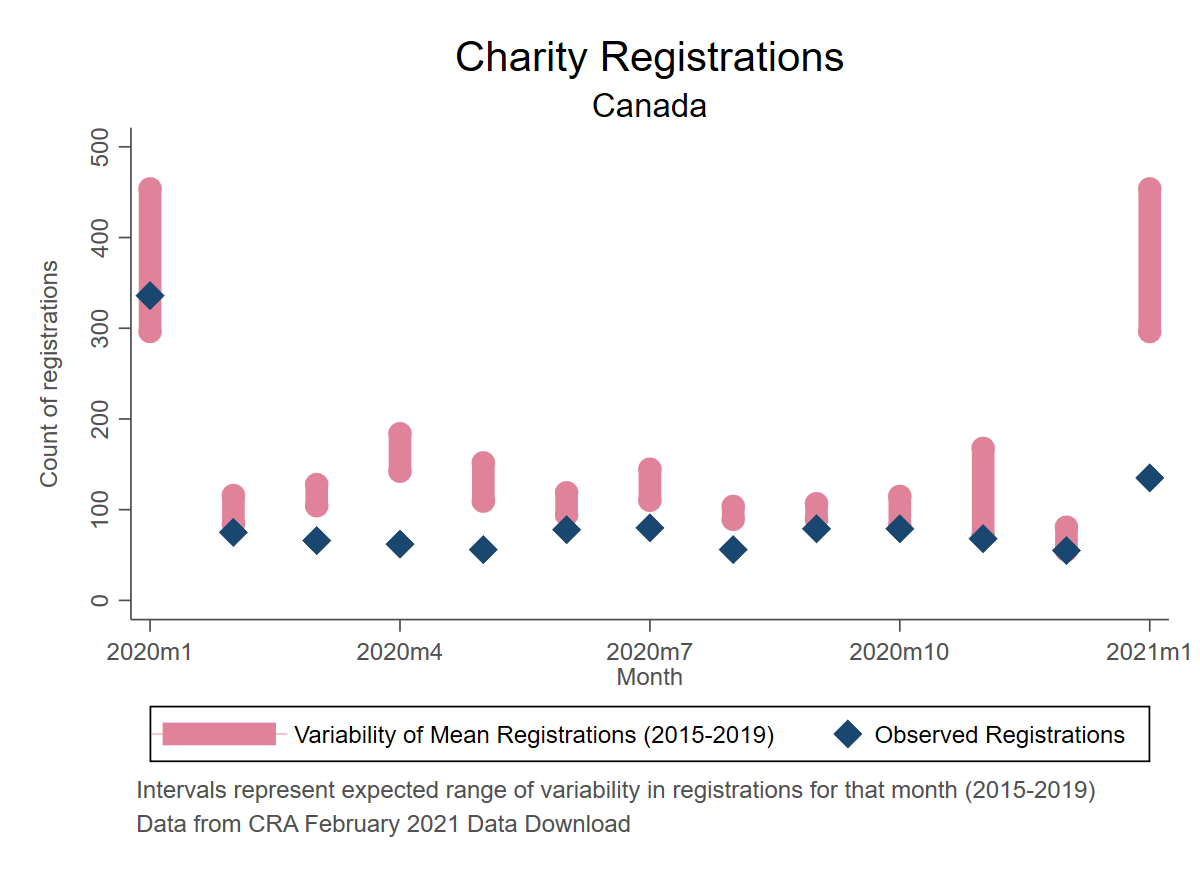 Charity Registrations
Canada
Count of registrations
500
400
300
200
100
0
2020m1 2020m4 2020m7 2020m10 2021m1
Month
Variability of Mean Registrations (2015-2019) Observed Registrations
Intervals represent expected range of variability in registrations for that month (2015-2019)
Data from CRA February 2021 Data Download